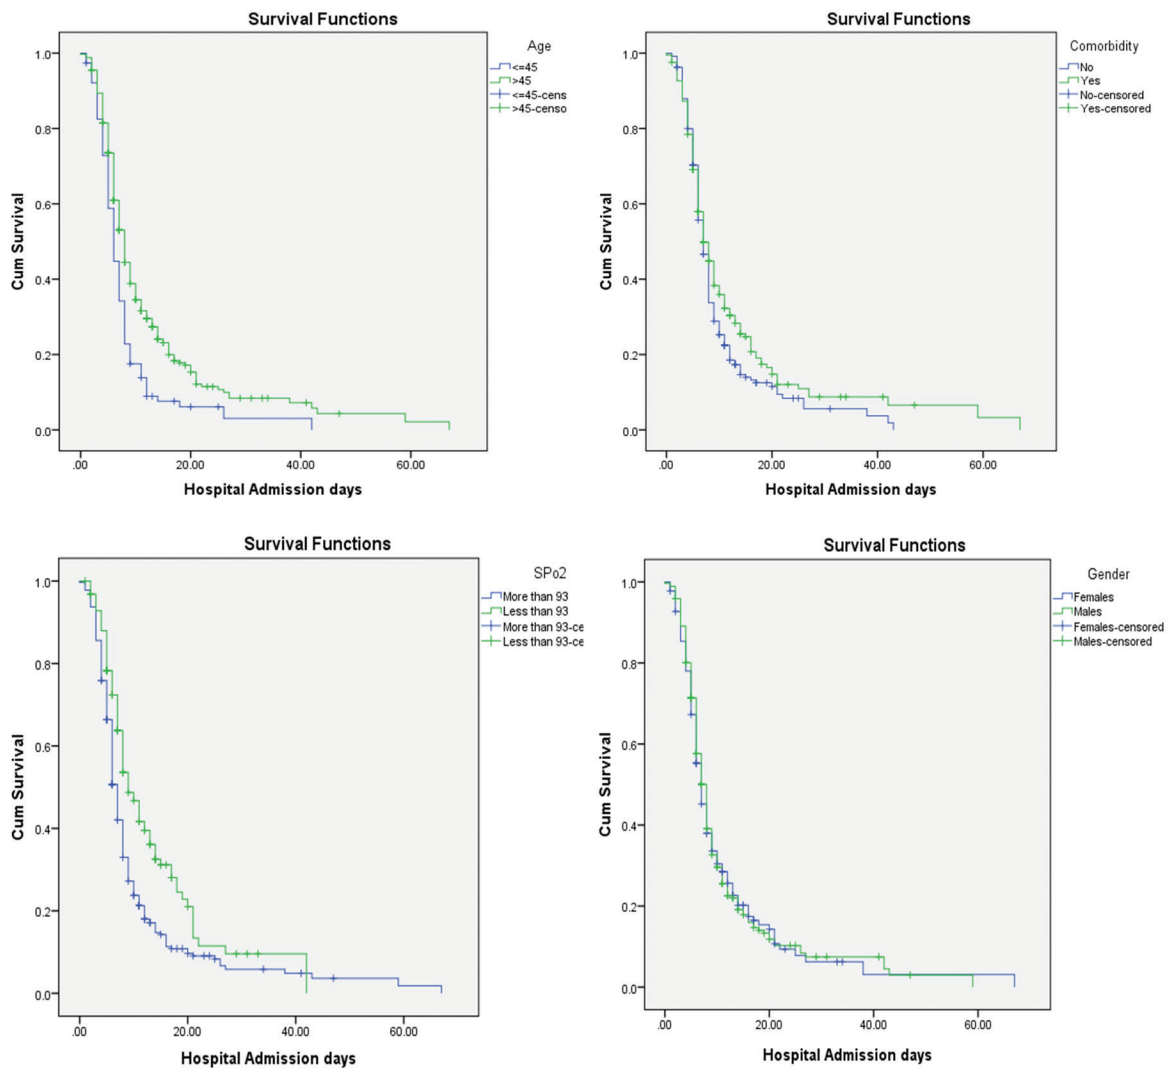 Survival Functions
Age
<=45
>45
<=45-cens
>45-censo
1.0
0.8
0.6
0.4
0.2
0.0
Cum Survival
.00
20.00
40.00
60.00
Hospital Admission days
Survival Functions
Comorbidity
No
Yes
No-censored
Yes-censored
1.0
0.8
0.6
0.4
0.2
0.0
Cum Survival
.00
20.00
40.00
60.00
Hospital Admission days
Survival Functions
SPo2
More than 93
Less than 93
More than 93-ce
Less than 93-ce
1.0
0.8
0.6
0.4
0.2
0.0
Cum Survival
.00
20.00
40.00
60.00
Hospital Admission days
Survival Functions
Gender
Females
Males
Females-censored
Males-censored
1.0
0.8
0.6
0.4
0.2
0.0
Cum Survival
.00
20.00
40.00
60.00
Hospital Admission days